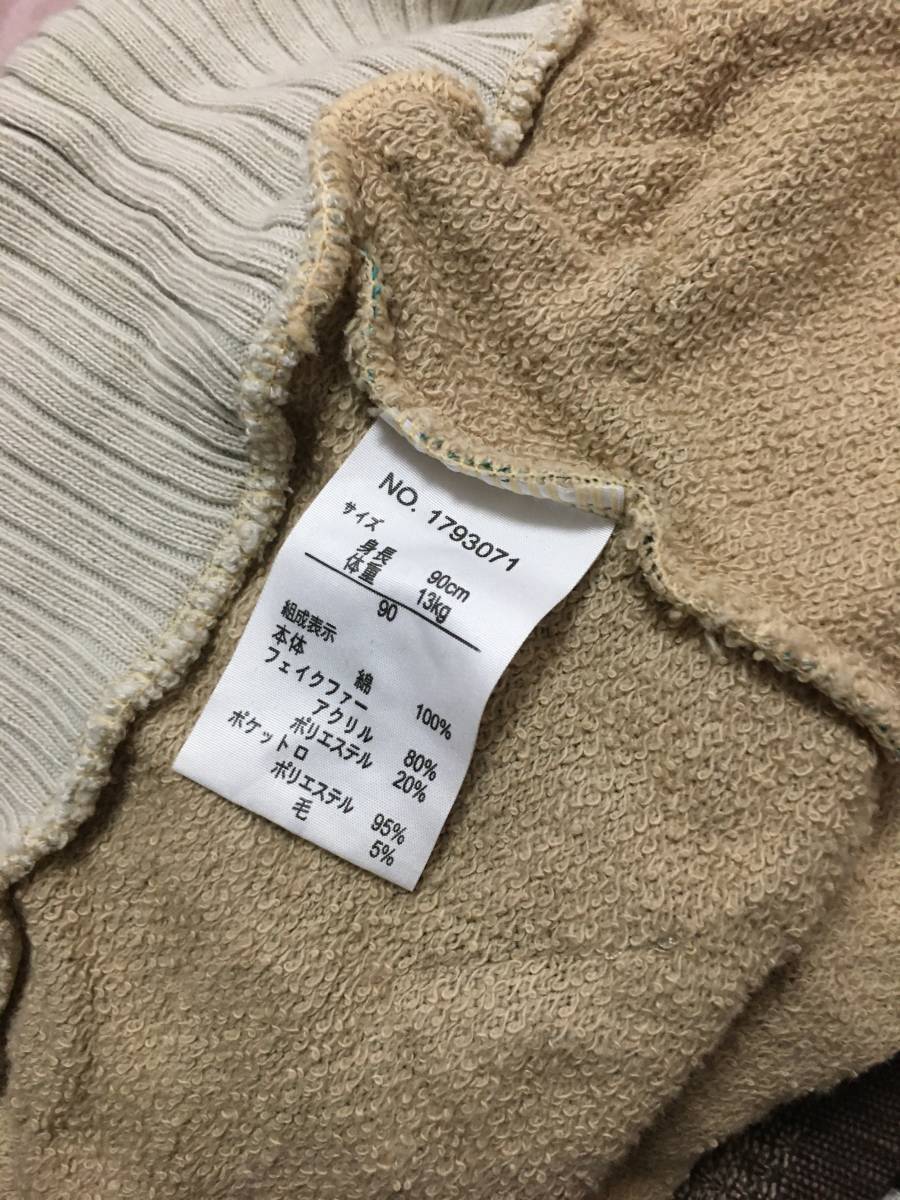 NO. 1793071
サイズ
身長 90cm
体重 13kg
90
組成表示
本体
綿 100%
フェイクファー
アクリル 80%
ポリエステル 20%
ポケット口
ポリエステル 95%
毛 5%